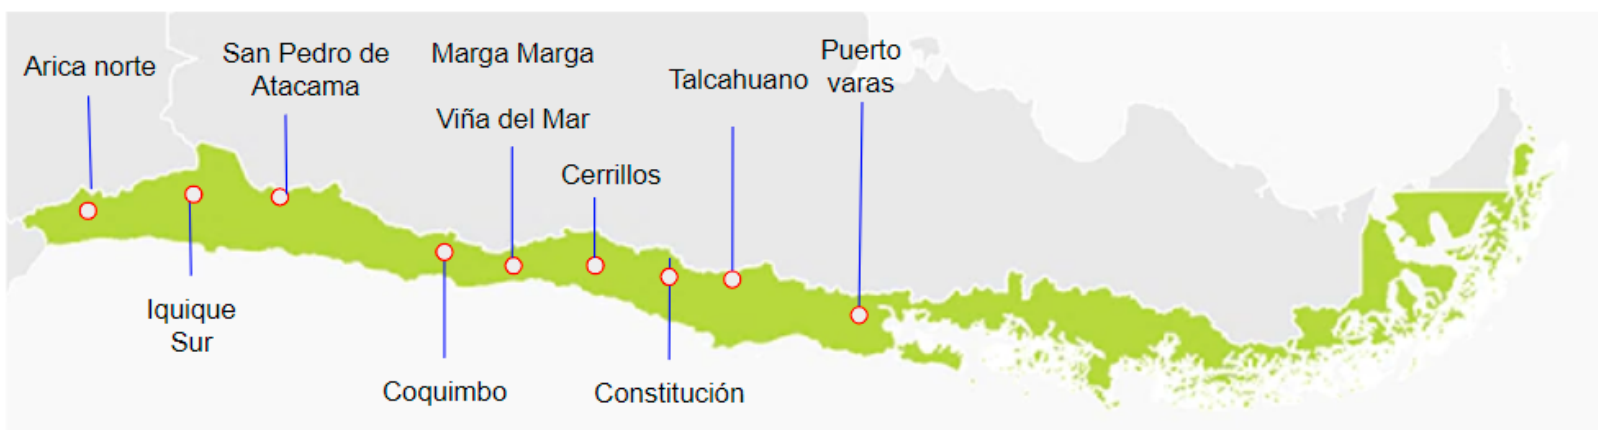 Arica norte
San Pedro de
Atacama
Marga Marga
Viña del Mar
Cerrillos
Talcahuano
Puerto
varas
Iquique
Sur
Coquimbo
Constitución